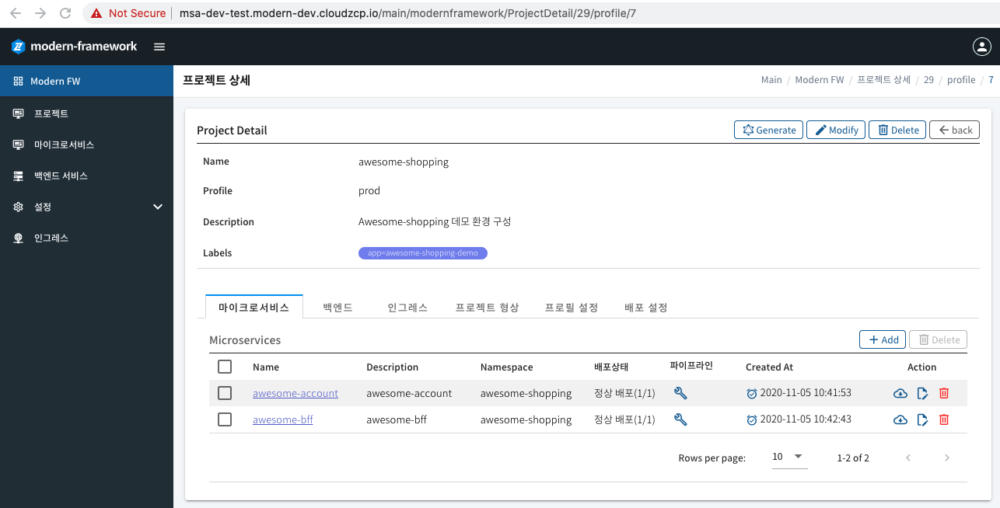 Not Secure | msa-dev-test.modern-dev.cloudzcp.io/main/modernframework/ProjectDetail/29/profile/7
modern-framework
Modern FW
프로젝트
마이크로서비스
백엔드 서비스
설정
인그레스
프로젝트 상세
Main / Modern FW / 프로젝트 상세 / 29 / profile / 7
Project Detail
Generate Modify Delete back
Name awesome-shopping
Profile prod
Description Awesome-shopping 데모 환경 구성
Labels app=awesome-shopping-demo
마이크로서비스 백엔드 인그레스 프로젝트 형상 프로필 설정 배포 설정
Microservices
Add Delete
Name Description Namespace 배포상태 파이프라인 Created At Action
awesome-account awesome-account awesome-shopping 정상 배포(1/1) 2020-11-05 10:41:53
awesome-bff awesome-bff awesome-shopping 정상 배포(1/1) 2020-11-05 10:42:43
Rows per page: 10 1-2 of 2